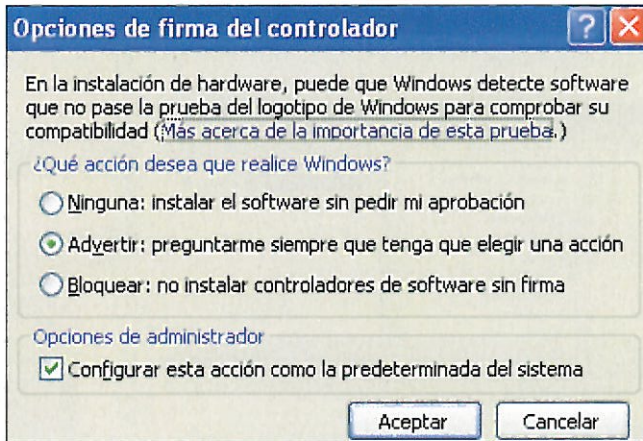 Opciones de firma del controlador
En la instalación de hardware, puede que Windows detecte software
que no pase la prueba del logotipo de Windows para comprobar su
compatibilidad (Más acerca de la importancia de esta prueba.)
¿Qué acción desea que realice Windows?
Ninguna: instalar el software sin pedir mi aprobación
Advertir: preguntarme siempre que tenga que elegir una acción
Bloquear: no instalar controladores de software sin firma
Opciones de administrador
Configurar esta acción como la predeterminada del sistema
Aceptar Cancelar